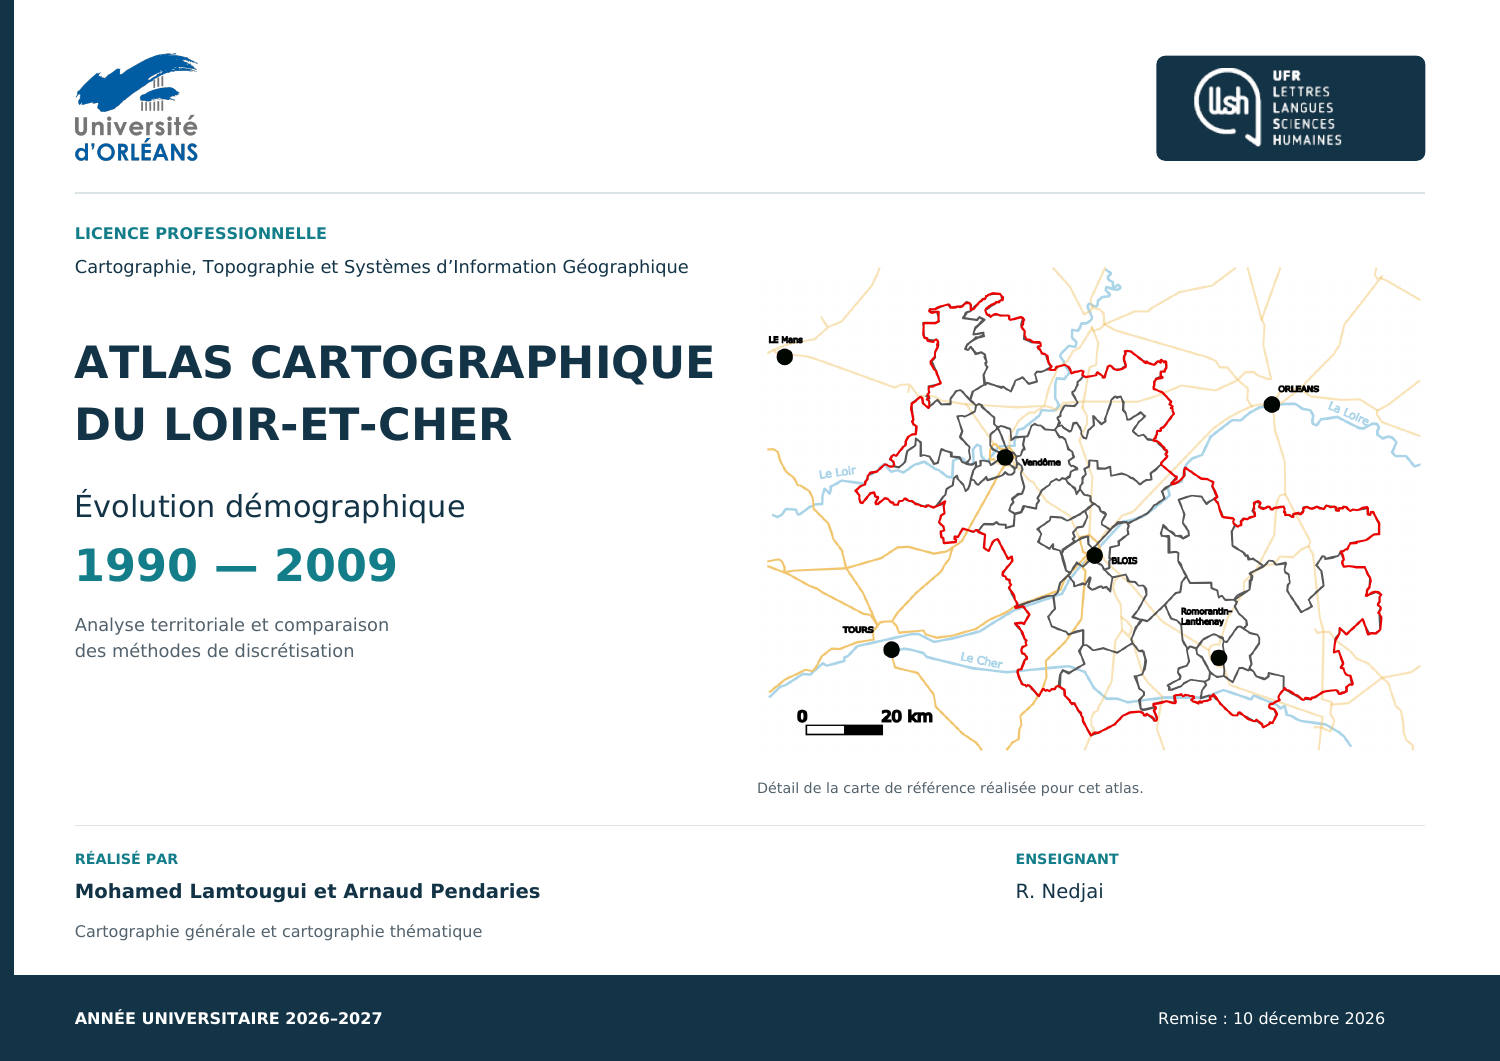 Université
d'ORLÉANS
llsh
UFR
LETTRES
LANGUES
SCIENCES
HUMAINES
LICENCE PROFESSIONNELLE
Cartographie, Topographie et Systèmes d’Information Géographique
ATLAS CARTOGRAPHIQUE
DU LOIR-ET-CHER
Évolution démographique
1990 — 2009
Analyse territoriale et comparaison
des méthodes de discrétisation
LE Mans
ORLEANS
La Loire
Le Loir
Vendôme
BLOIS
Romorantin-
Lanthenay
TOURS
Le Cher
0 20 km
Détail de la carte de référence réalisée pour cet atlas.
RÉALISÉ PAR
Mohamed Lamtougui et Arnaud Pendaries
Cartographie générale et cartographie thématique
ENSEIGNANT
R. Nedjai
ANNÉE UNIVERSITAIRE 2026–2027
Remise : 10 décembre 2026